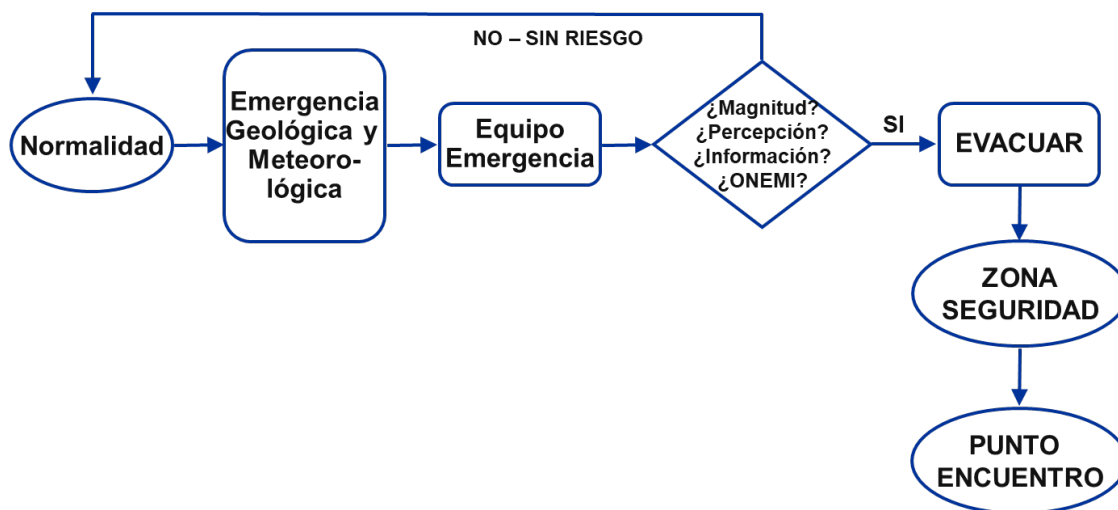 NO – SIN RIESGO
Normalidad
Emergencia
Geológica y
Meteoro-
lógica
Equipo
Emergencia
¿Magnitud?
¿Percepción?
¿Información?
¿ONEMI?
SI
EVACUAR
ZONA
SEGURIDAD
PUNTO
ENCUENTRO